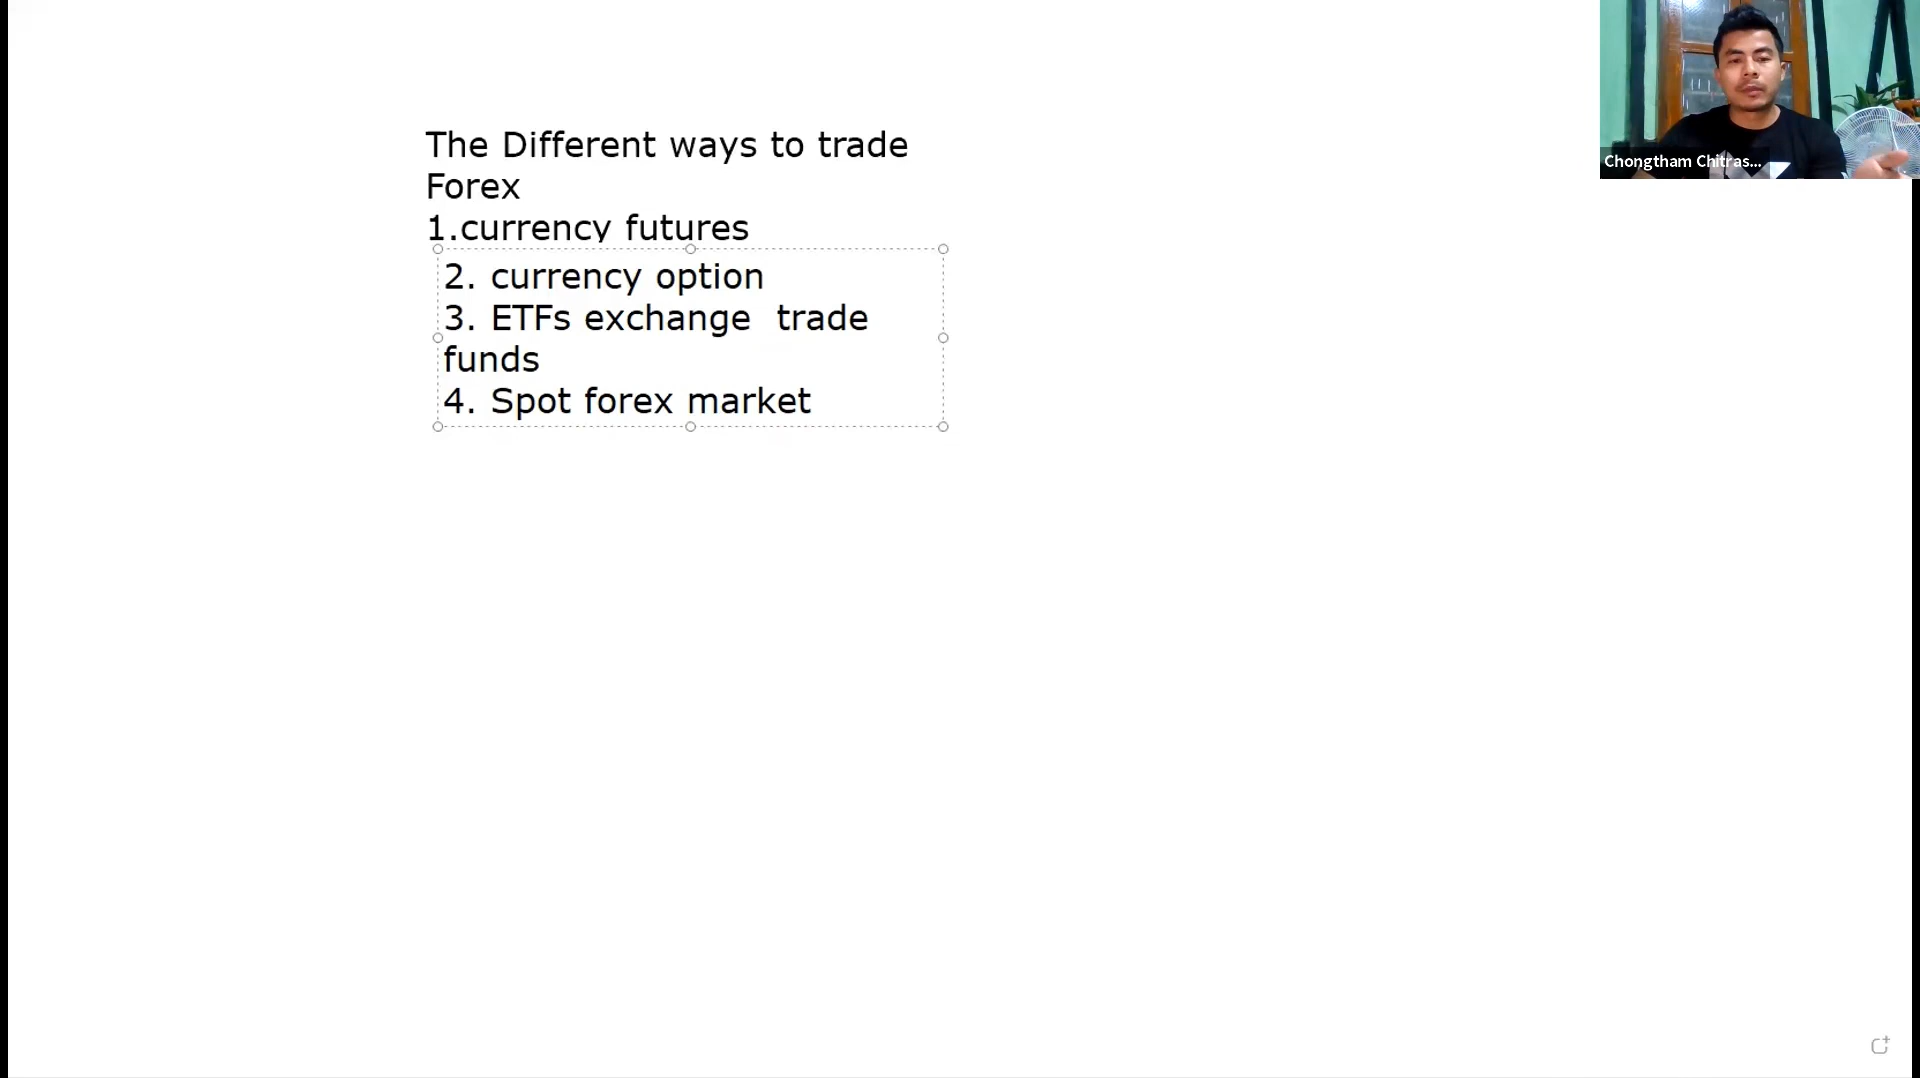 The Different ways to trade
Forex
1.currency futures
2. currency option
3. ETFs exchange  trade
funds
4. Spot forex market
Chongtham Chitras...